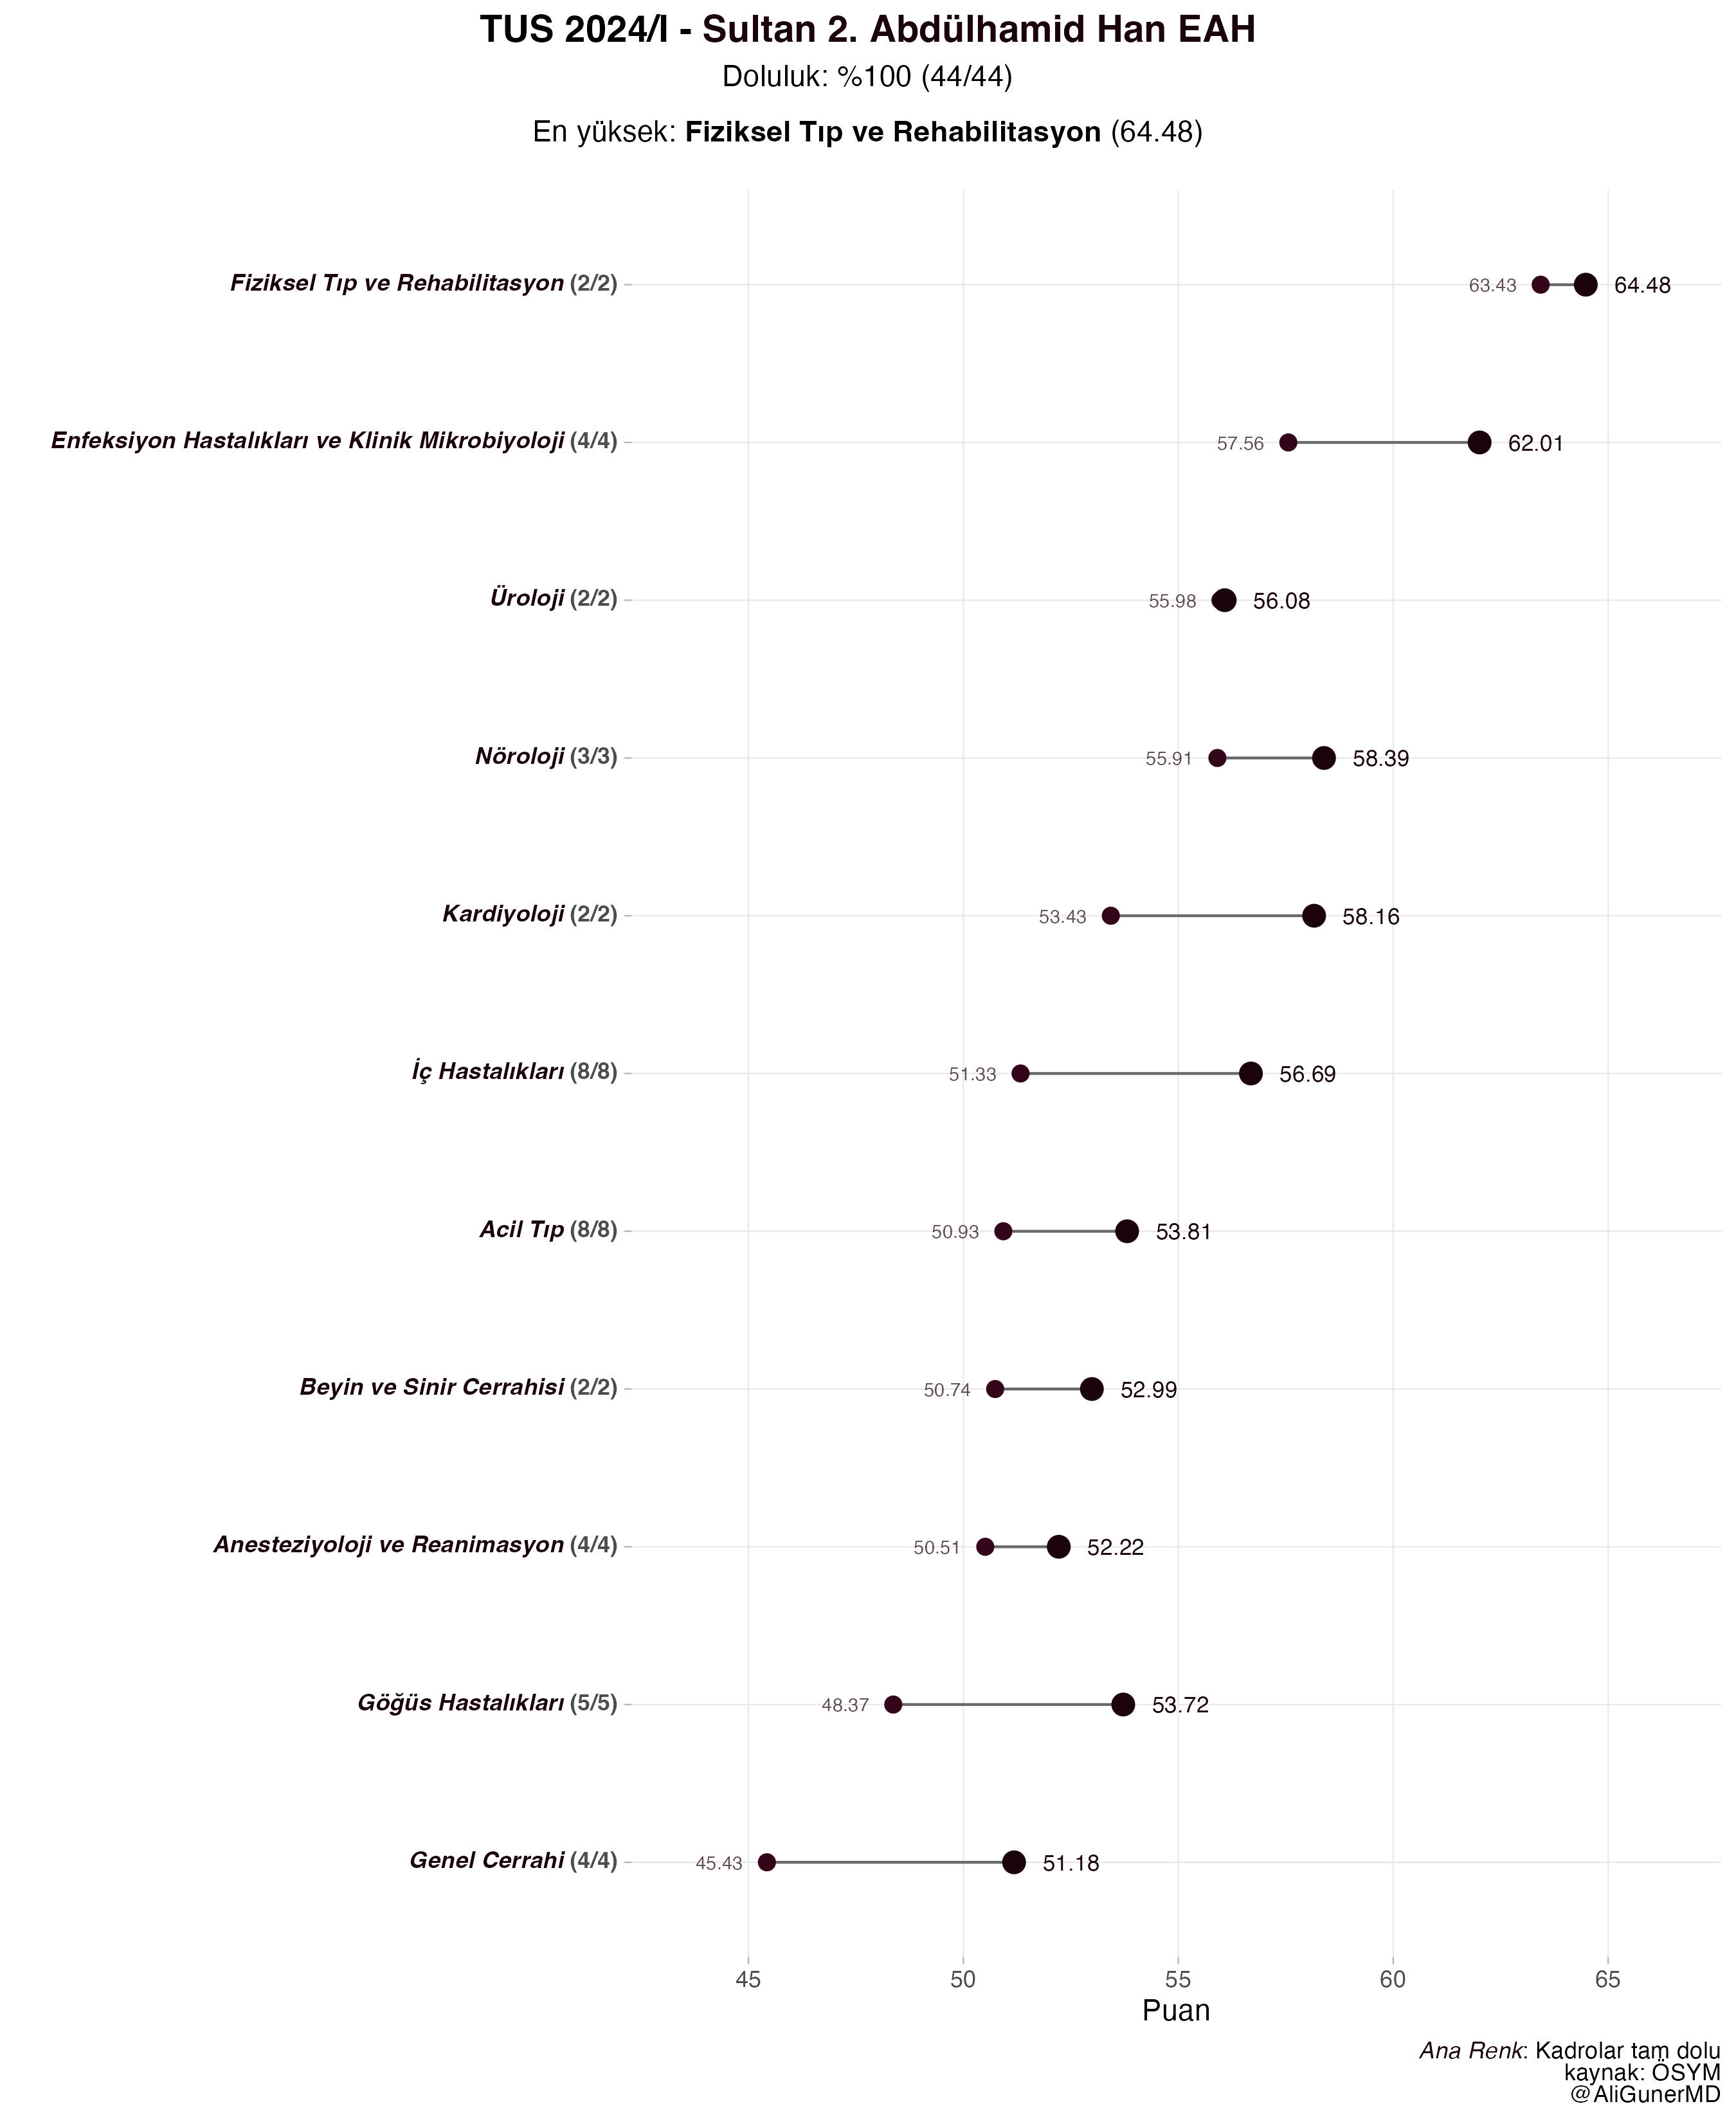 TUS 2024/I - Sultan 2. Abdülhamid Han EAH
Doluluk: %100 (44/44)
En yüksek: Fiziksel Tıp ve Rehabilitasyon (64.48)
Fiziksel Tıp ve Rehabilitasyon (2/2) 63.43 64.48
Enfeksiyon Hastalıkları ve Klinik Mikrobiyoloji (4/4) 57.56 62.01
Üroloji (2/2) 55.98 56.08
Nöroloji (3/3) 55.91 58.39
Kardiyoloji (2/2) 53.43 58.16
İç Hastalıkları (8/8) 51.33 56.69
Acil Tıp (8/8) 50.93 53.81
Beyin ve Sinir Cerrahisi (2/2) 50.74 52.99
Anesteziyoloji ve Reanimasyon (4/4) 50.51 52.22
Göğüs Hastalıkları (5/5) 48.37 53.72
Genel Cerrahi (4/4) 45.43 51.18
45 50 55 60 65
Puan
Ana Renk: Kadrolar tam dolu
kaynak: ÖSYM
@AliGunerMD